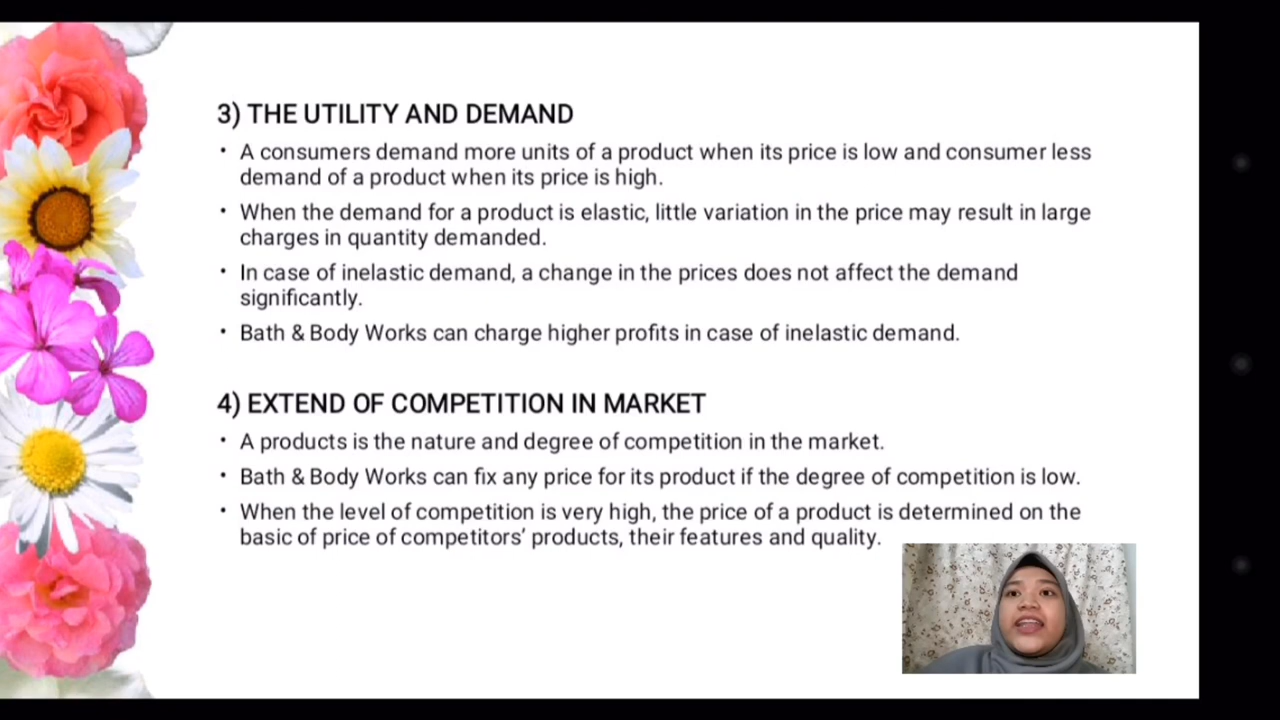 3) THE UTILITY AND DEMAND
• A consumers demand more units of a product when its price is low and consumer less
demand of a product when its price is high.
• When the demand for a product is elastic, little variation in the price may result in large
charges in quantity demanded.
• In case of inelastic demand, a change in the prices does not affect the demand
significantly.
• Bath & Body Works can charge higher profits in case of inelastic demand.
4) EXTEND OF COMPETITION IN MARKET
• A products is the nature and degree of competition in the market.
• Bath & Body Works can fix any price for its product if the degree of competition is low.
• When the level of competition is very high, the price of a product is determined on the
basic of price of competitors’ products, their features and quality.